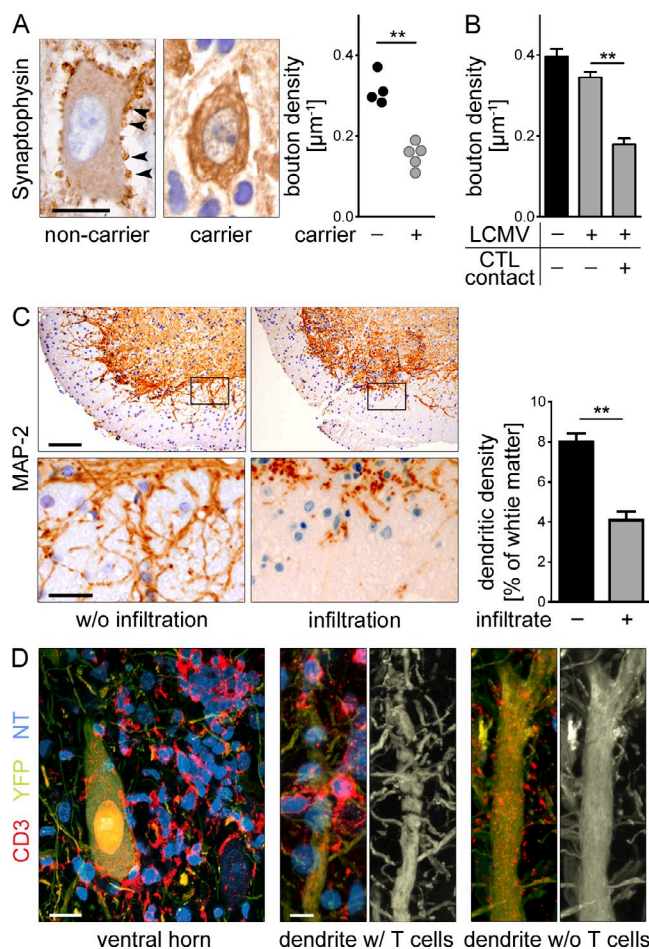 A
Synaptophysin
non-carrier
carrier
bouton density
[µm⁻¹]
0.4
0.2
0.0
**
carrier − +
B
bouton density
[µm⁻¹]
0.4
0.2
0.0
**
LCMV − + +
CTL
contact − − +
C
MAP-2
w/o infiltration
infiltration
dendritic density
[% of whtie matter]
10
8
6
4
2
0
**
infiltrate − +
D
CD3 YFP NT
ventral horn
dendrite w/ T cells
dendrite w/o T cells